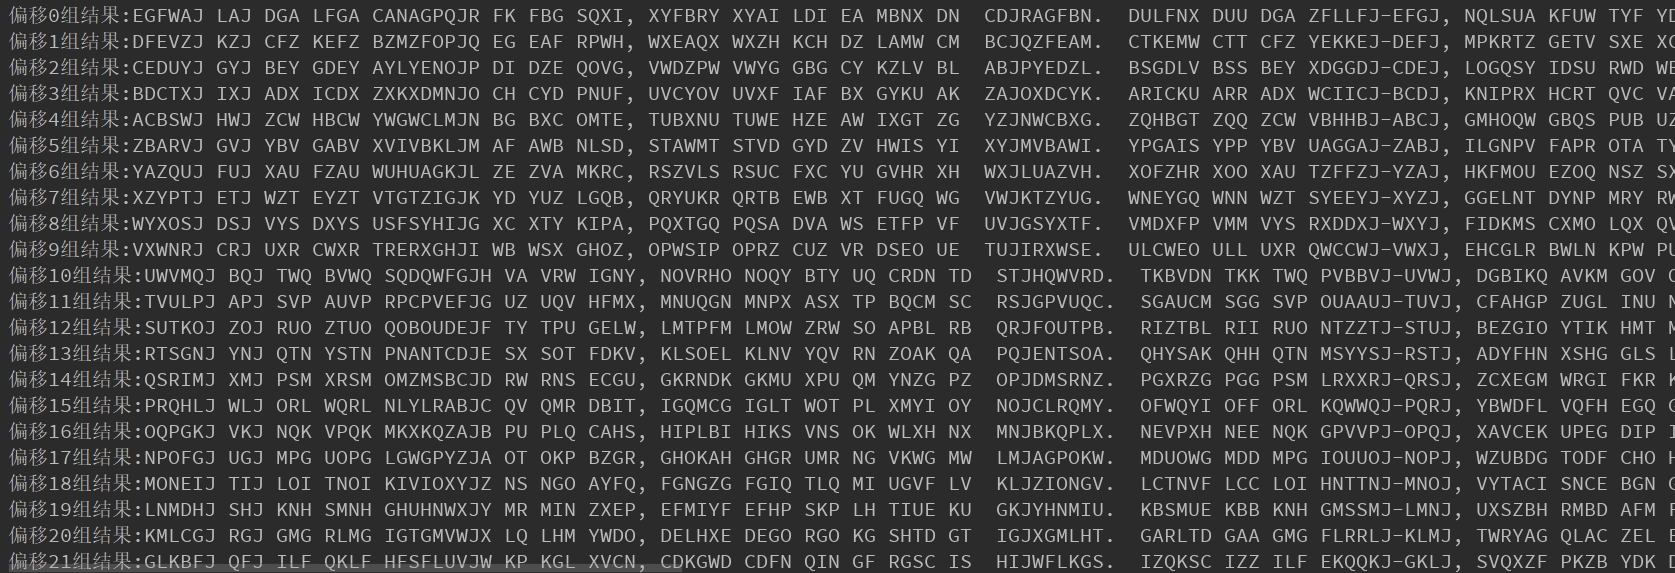 偏移0组结果:EGFWAJ LAJ DGA LFGA CANAGPQJR FK FBG SQXI, XYFBRY XYAI LDI EA MBNX DN  CDJRAGFBN.  DULFNX DUU DGA ZFLLFJ-EFGJ, NQLSUA KFUW TYF YD
偏移1组结果:DFEVZJ KZJ CFZ KEFZ BZMZFOPJQ EG EAF RPWH, WXEAQX WXZH KCH DZ LAMW CM  BCJQZFEAM.  CTKEMW CTT CFZ YEKKEJ-DEFJ, MPKRTZ GETV SXE XC
偏移2组结果:CEDUYJ GYJ BEY GDEY AYLYENOJP DI DZE QOVG, VWDZPW VWYG GBG CY KZLV BL  ABJPYEDZL.  BSGDLV BSS BEY XDGGDJ-CDEJ, LOGQSY IDSU RWD WB
偏移3组结果:BDCTXJ IXJ ADX ICDX ZXKXDMNJO CH CYD PNUF, UVCYOV UVXF IAF BX GYKU AK  ZAJOXDCYK.  ARICKU ARR ADX WCIICJ-BCDJ, KNIPRX HCRT QVC VA
偏移4组结果:ACBSWJ HWJ ZCW HBCW YWGWCLMJN BG BXC OMTE, TUBXNU TUWE HZE AW IXGT ZG  YZJNWCBXG.  ZQHBGT ZQQ ZCW VBHHBJ-ABCJ, GMHOQW GBQS PUB UZ
偏移5组结果:ZBARVJ GVJ YBV GABV XVIVBKLJM AF AWB NLSD, STAWMT STVD GYD ZV HWIS YI  XYJMVBAWI.  YPGAIS YPP YBV UAGGAJ-ZABJ, ILGNPV FAPR OTA TY
偏移6组结果:YAZQUJ FUJ XAU FZAU WUHUAGKJL ZE ZVA MKRC, RSZVLS RSUC FXC YU GVHR XH  WXJLUAZVH.  XOFZHR XOO XAU TZFFZJ-YZAJ, HKFMOU EZOQ NSZ SX
偏移7组结果:XZYPTJ ETJ WZT EYZT VTGTZIGJK YD YUZ LGQB, QRYUKR QRTB EWB XT FUGQ WG  VWJKTZYUG.  WNEYGQ WNN WZT SYEEYJ-XYZJ, GGELNT DYNP MRY RW
偏移8组结果:WYXOSJ DSJ VYS DXYS USFSYHIJG XC XTY KIPA, PQXTGQ PQSA DVA WS ETFP VF  UVJGSYXTF.  VMDXFP VMM VYS RXDDXJ-WXYJ, FIDKMS CXMO LQX QV
偏移9组结果:VXWNRJ CRJ UXR CWXR TRERXGHJI WB WSX GHOZ, OPWSIP OPRZ CUZ VR DSEO UE  TUJIRXWSE.  ULCWEO ULL UXR QWCCWJ-VWXJ, EHCGLR BWLN KPW PU
偏移10组结果:UWVMQJ BQJ TWQ BVWQ SQDQWFGJH VA VRW IGNY, NOVRHO NOQY BTY UQ CRDN TD  STJHQWVRD.  TKBVDN TKK TWQ PVBBVJ-UVWJ, DGBIKQ AVKM GOV
偏移11组结果:TVULPJ APJ SVP AUVP RPCPVEFJG UZ UQV HFMX, MNUQGN MNPX ASX TP BQCM SC  RSJGPVUQC.  SGAUCM SGG SVP OUAAUJ-TUVJ, CFAHGP ZUGL INU
偏移12组结果:SUTKOJ ZOJ RUO ZTUO QOBOUDEJF TY TPU GELW, LMTPFM LMOW ZRW SO APBL RB  QRJFOUTPB.  RIZTBL RII RUO NTZZTJ-STUJ, BEZGIO YTIK HMT
偏移13组结果:RTSGNJ YNJ QTN YSTN PNANTCDJE SX SOT FDKV, KLSOEL KLNV YQV RN ZOAK QA  PQJENTSOA.  QHYSAK QHH QTN MSYYSJ-RSTJ, ADYFHN XSHG GLS
偏移14组结果:QSRIMJ XMJ PSM XRSM OMZMSBCJD RW RNS ECGU, GKRNDK GKMU XPU QM YNZG PZ  OPJDMSRNZ.  PGXRZG PGG PSM LRXXRJ-QRSJ, ZCXEGM WRGI FKR
偏移15组结果:PRQHLJ WLJ ORL WQRL NLYLRABJC QV QMR DBIT, IGQMCG IGLT WOT PL XMYI OY  NOJCLRQMY.  OFWQYI OFF ORL KQWWQJ-PQRJ, YBWDFL VQFH EGQ
偏移16组结果:OQPGKJ VKJ NQK VPQK MKXKQZAJB PU PLQ CAHS, HIPLBI HIKS VNS OK WLXH NX  MNJBKQPLX.  NEVPXH NEE NQK GPVVPJ-OPQJ, XAVCEK UPEG DIP
偏移17组结果:NPOFGJ UGJ MPG UOPG LGWGPYZJA OT OKP BZGR, GHOKAH GHGR UMR NG VKWG MW  LMJAGPOKW.  MDUOWG MDD MPG IOUUOJ-NOPJ, WZUBDG TODF CHO
偏移18组结果:MONEIJ TIJ LOI TNOI KIVIOXYJZ NS NGO AYFQ, FGNGZG FGIQ TLQ MI UGVF LV  KLJZIONGV.  LCTNVF LCC LOI HNTTNJ-MNOJ, VYTACI SNCE BGN
偏移19组结果:LNMDHJ SHJ KNH SMNH GHUHNWXJY MR MIN ZXEP, EFMIYF EFHP SKP LH TIUE KU  GKJYHNMIU.  KBSMUE KBB KNH GMSSMJ-LMNJ, UXSZBH RMBD AFM
偏移20组结果:KMLCGJ RGJ GMG RLMG IGTGMVWJX LQ LHM YWDO, DELHXE DEGO RGO KG SHTD GT  IGJXGMLHT.  GARLTD GAA GMG FLRRLJ-KLMJ, TWRYAG QLAC ZEL
偏移21组结果:GLKBFJ QFJ ILF QKLF HFSFLUVJW KP KGL XVCN, CDKGWD CDFN QIN GF RGSC IS  HIJWFLKGS.  IZQKSC IZZ ILF EKQQKJ-GKLJ, SVQXZF PKZB YDK